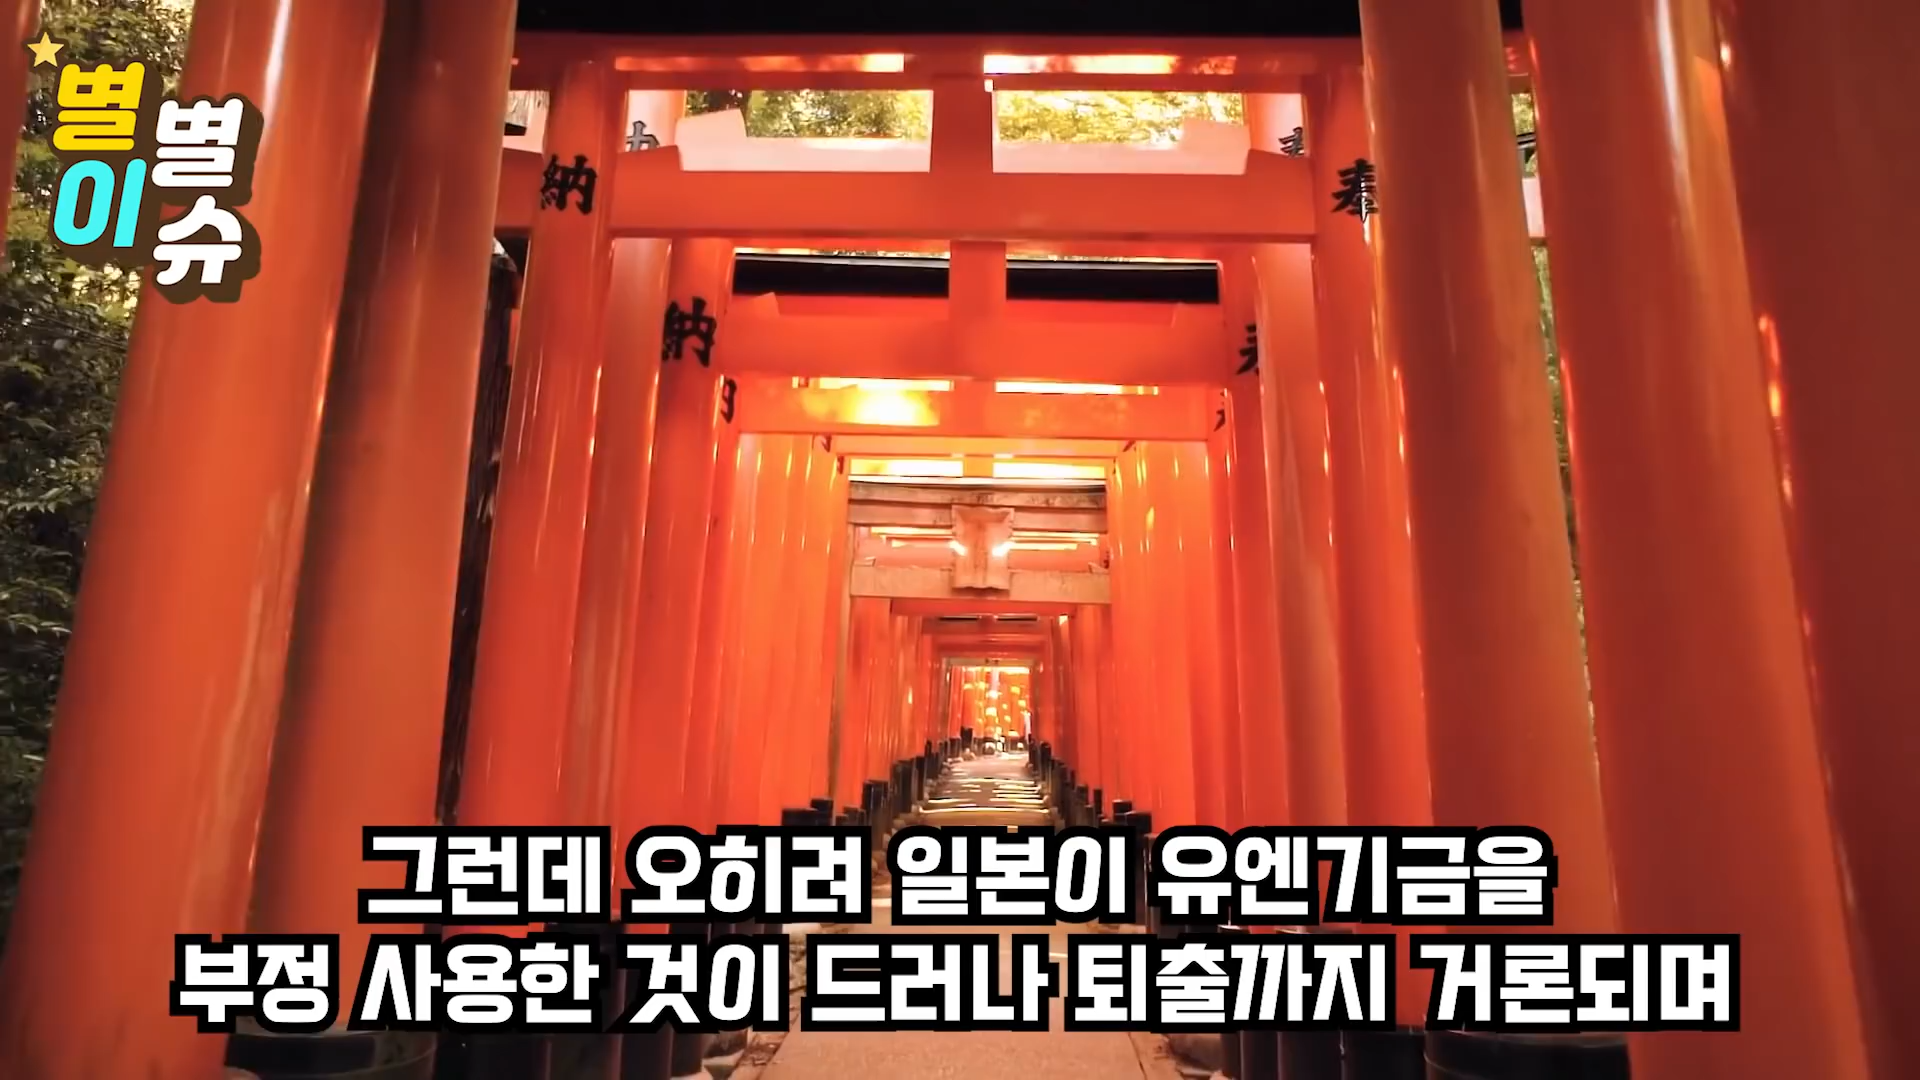 별별
이슈
納
奉
納
그런데 오히려 일본이 유엔기금을
부정 사용한 것이 드러나 퇴출까지 거론되며